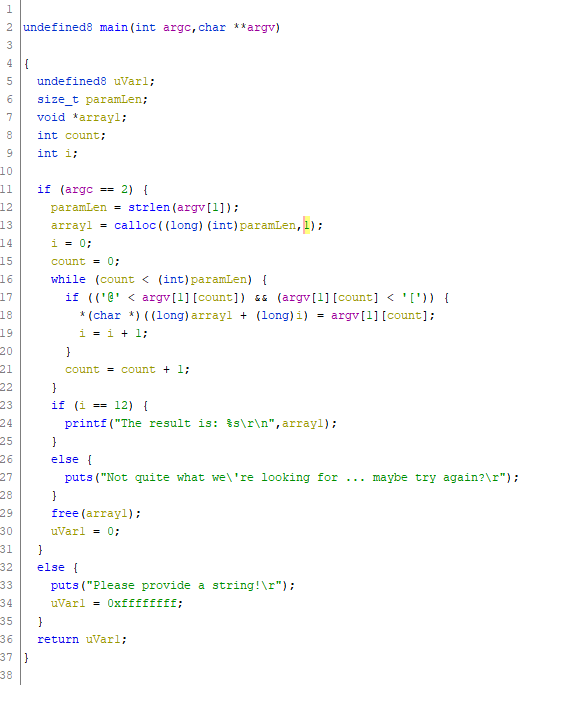 1
2 undefined8 main(int argc,char **argv)
3
4 {
5   undefined8 uVar1;
6   size_t paramLen;
7   void *array1;
8   int count;
9   int i;
10
11   if (argc == 2) {
12     paramLen = strlen(argv[1]);
13     array1 = calloc((long)(int)paramLen,1);
14     i = 0;
15     count = 0;
16     while (count < (int)paramLen) {
17       if (('@' < argv[1][count]) && (argv[1][count] < '[')) {
18         *(char *)((long)array1 + (long)i) = argv[1][count];
19         i = i + 1;
20       }
21       count = count + 1;
22     }
23     if (i == 12) {
24       printf("The result is: %s\r\n",array1);
25     }
26     else {
27       puts("Not quite what we\'re looking for ... maybe try again?\r");
28     }
29     free(array1);
30     uVar1 = 0;
31   }
32   else {
33     puts("Please provide a string!\r");
34     uVar1 = 0xffffffff;
35   }
36   return uVar1;
37 }
38